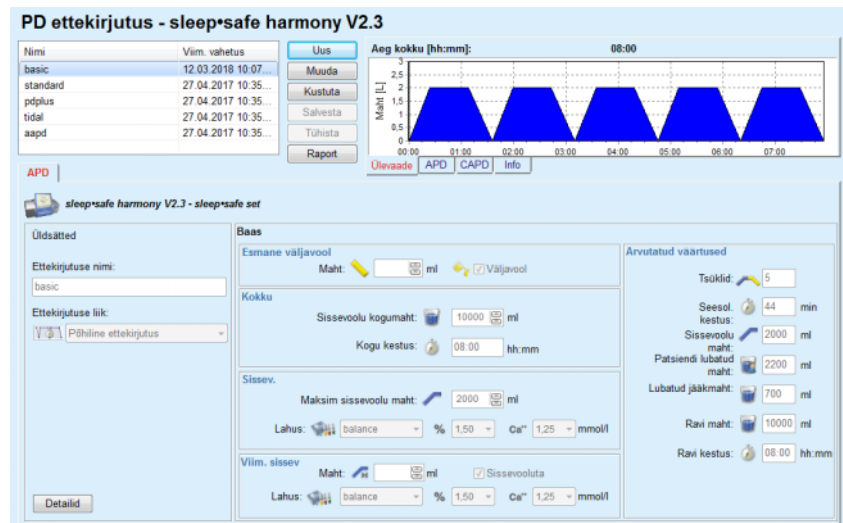 PD ettekirjutus - sleep•safe harmony V2.3
Nimi Viim. vahetus
basic 12.03.2018 10:07...
standard 27.04.2017 10:35...
pdplus 27.04.2017 10:35...
tidal 27.04.2017 10:35...
aapd 27.04.2017 10:35...
Uus
Muuda
Kustuta
Salvesta
Tühista
Raport
Aeg kokku [hh:mm]: 08:00
Maht [L]
3
2,5
2
1,5
1
0,5
0
00:00 01:00 02:00 03:00 04:00 05:00 06:00 07:00
Ülevaade APD CAPD Info
APD
sleep•safe harmony V2.3 - sleep•safe set
Üldsätted
Ettekirjutuse nimi:
basic
Ettekirjutuse liik:
Põhiline ettekirjutus
Detailid
Baas
Esmane väljavool
Maht: ml Väljavool
Kokku
Sissevoolu kogumaht: 10000 ml
Kogu kestus: 08:00 hh:mm
Sissev.
Maksim sissevoolu maht: 2000 ml
Lahus: balance % 1,50 Ca⁺⁺ 1,25 mmol/l
Viim. sissev
Maht: ml Sissevooluta
Lahus: balance % 1,50 Ca⁺⁺ 1,25 mmol/l
Arvutatud väärtused
Tsüklid: 5
Seesol. kestus: 44 min
Sissevoolu maht: 2000 ml
Patsiendi lubatud maht: 2200 ml
Lubatud jääkmaht: 700 ml
Ravi maht: 10000 ml
Ravi kestus: 08:00 hh:mm